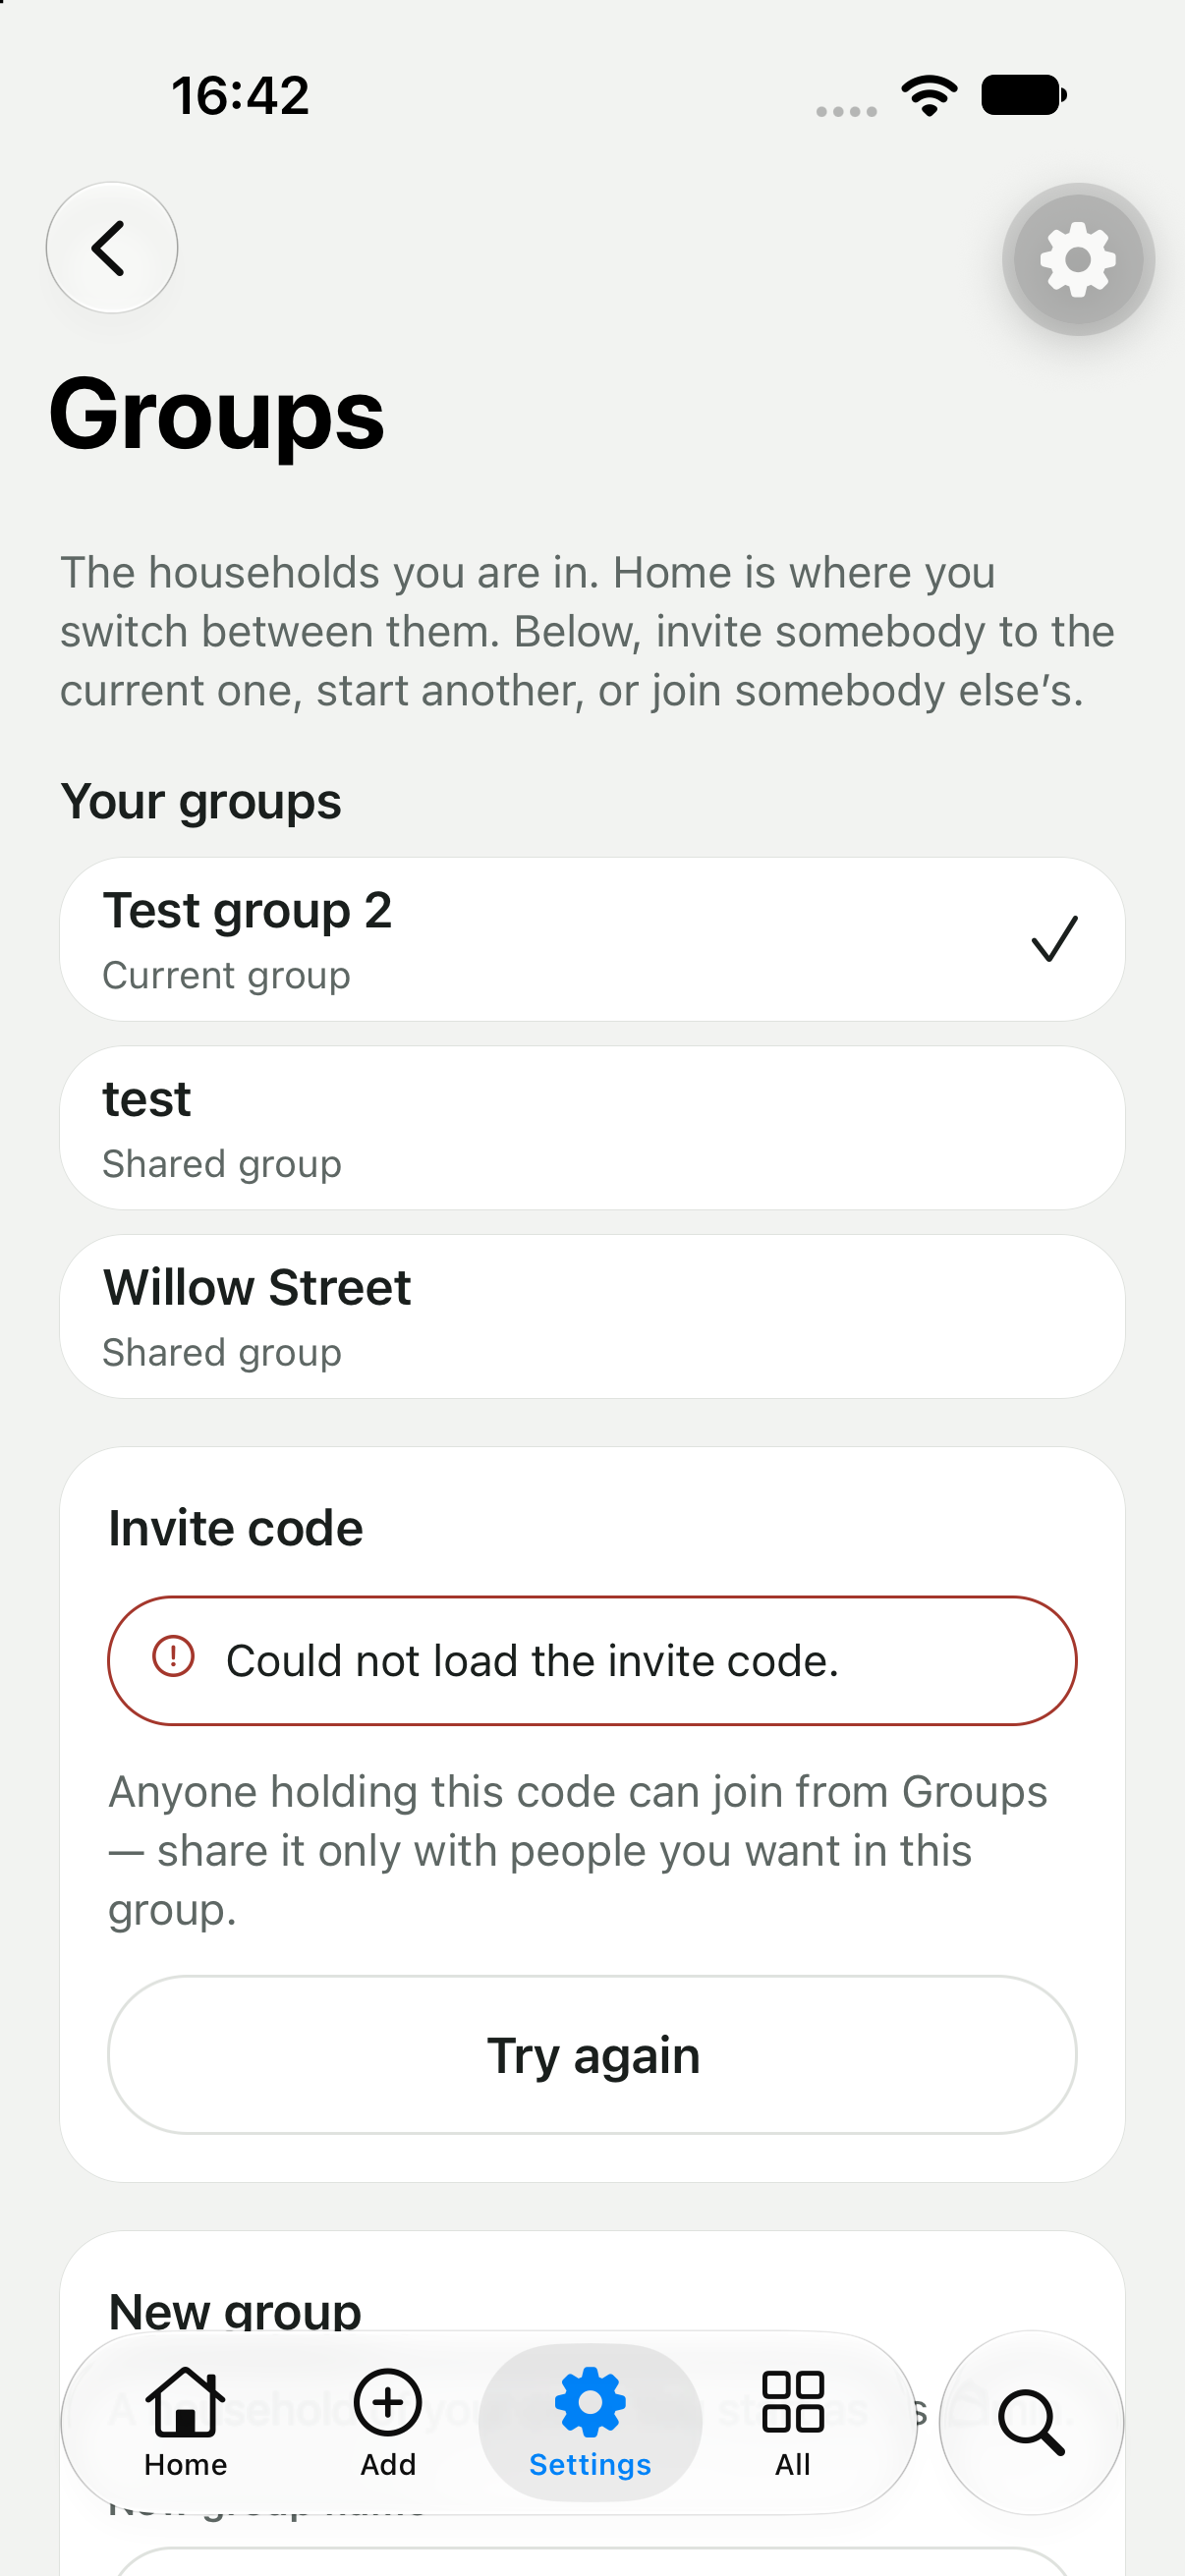 16:42
Groups
The households you are in. Home is where you
switch between them. Below, invite somebody to the
current one, start another, or join somebody else’s.
Your groups
Test group 2
Current group
test
Shared group
Willow Street
Shared group
Invite code
Could not load the invite code.
Anyone holding this code can join from Groups
— share it only with people you want in this
group.
Try again
New group
Home
Add
Settings
All